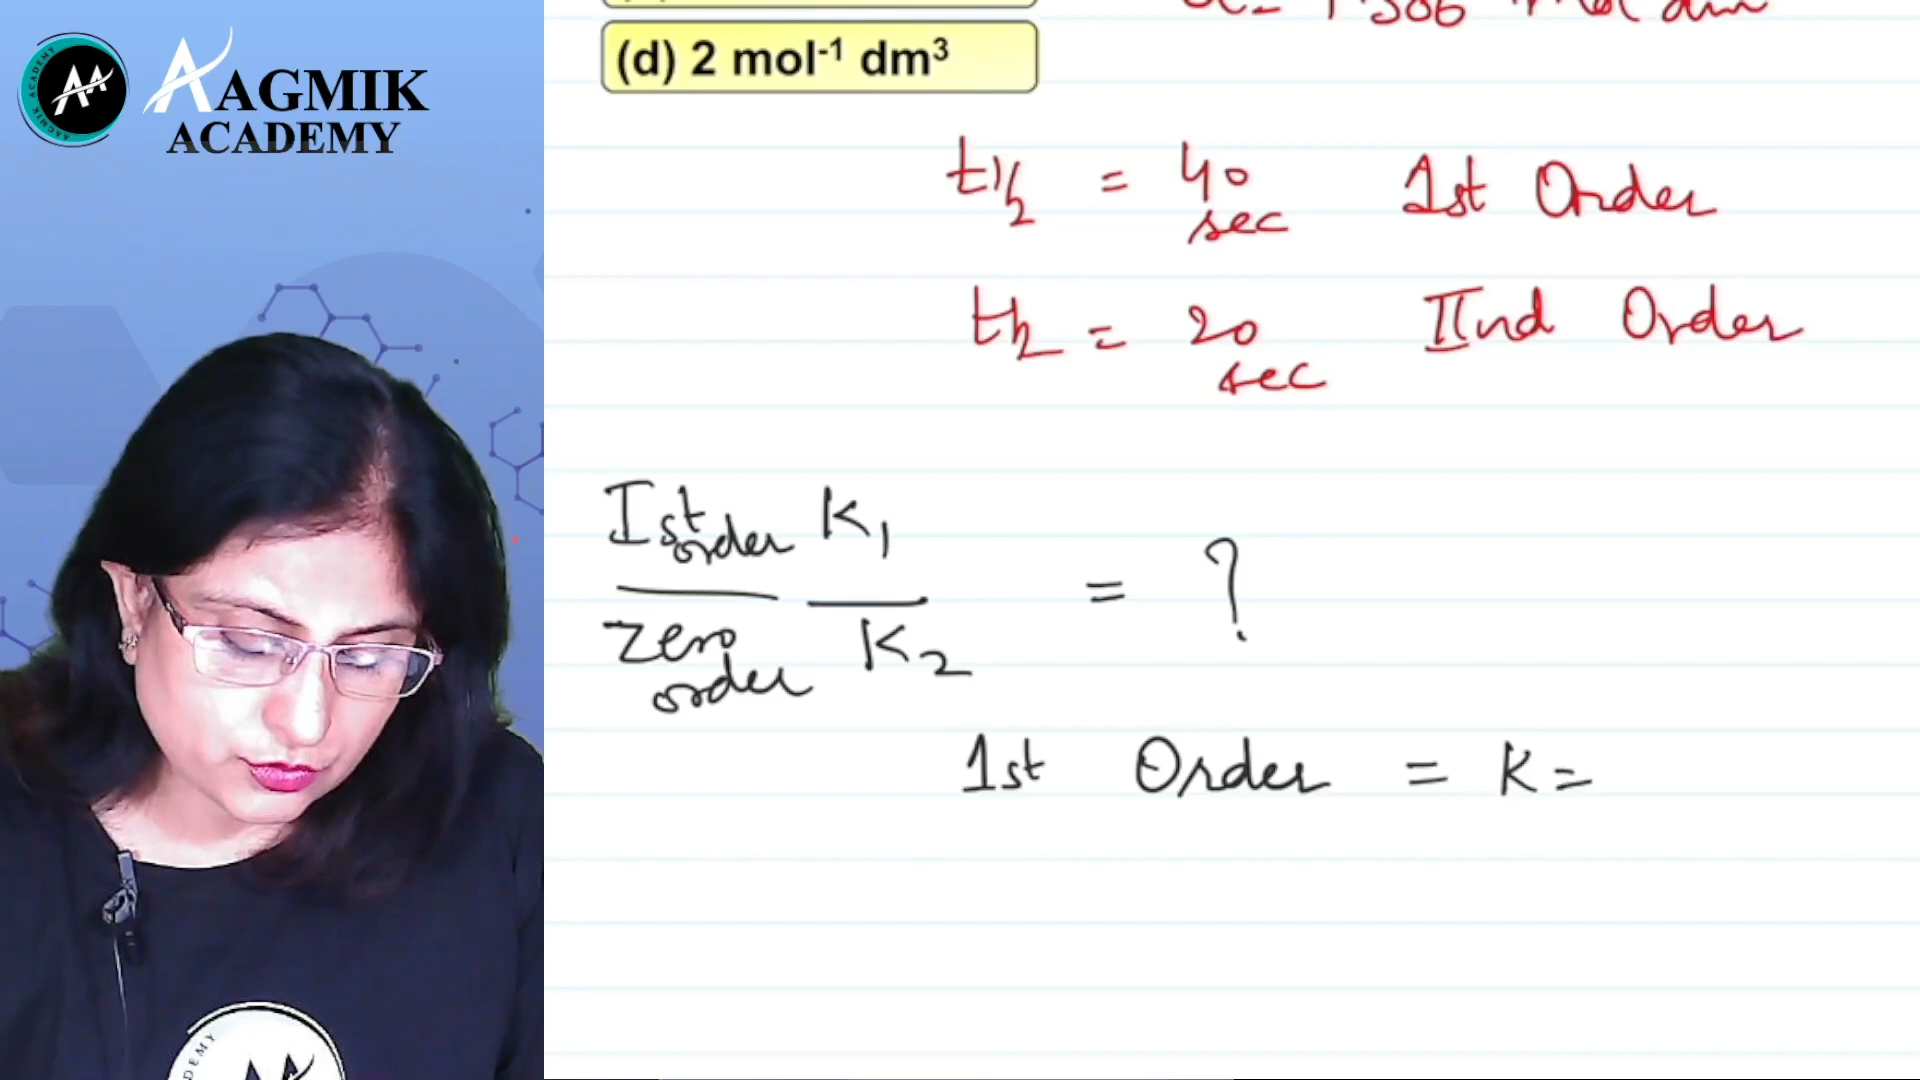 AAGMIK
ACADEMY
(d) 2 mol⁻¹ dm³
t1/2 = 40 sec 1st Order
t1/2 = 20 sec IInd Order
Ist order K₁
zero order K₂
= ?
1st Order = K =